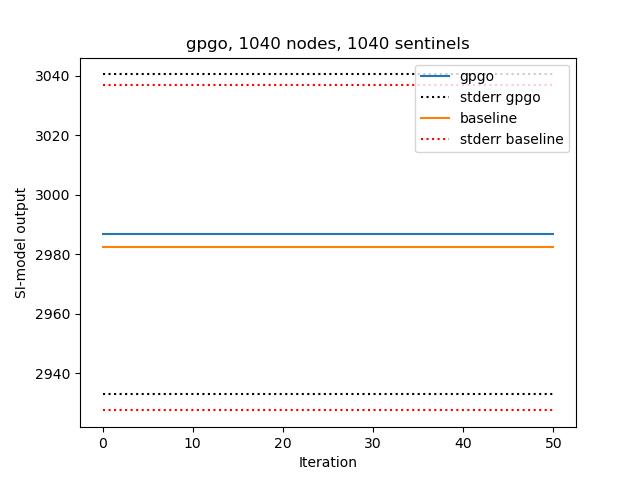 gpgo, 1040 nodes, 1040 sentinels
gpgo
stderr gpgo
baseline
stderr baseline
SI-model output
3040
3020
3000
2980
2960
2940
0 10 20 30 40 50
Iteration